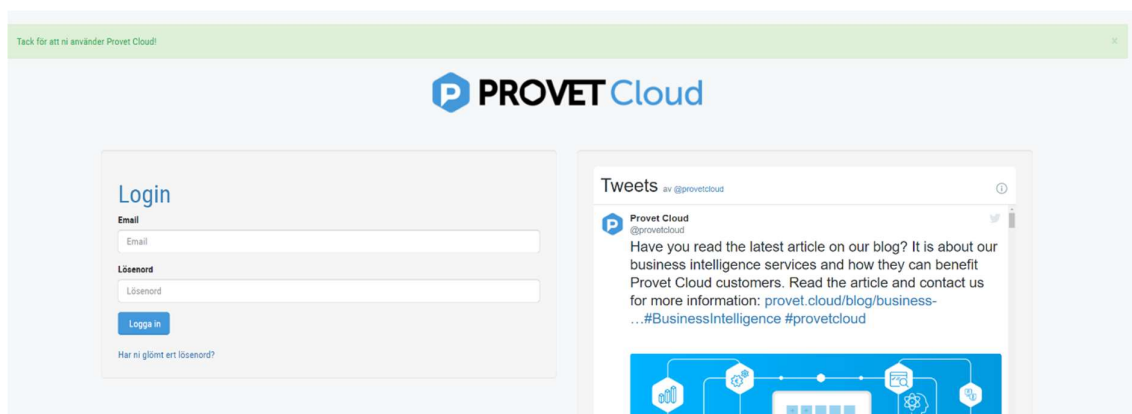 Tack för att ni använder Provet Cloud!
×
PROVET Cloud
Login
Email
Email
Lösenord
Lösenord
Logga in
Har ni glömt ert lösenord?
Tweets av @provetcloud
Provet Cloud
@provetcloud
Have you read the latest article on our blog? It is about our
business intelligence services and how they can benefit
Provet Cloud customers. Read the article and contact us
for more information: provet.cloud/blog/business-
…#BusinessIntelligence #provetcloud